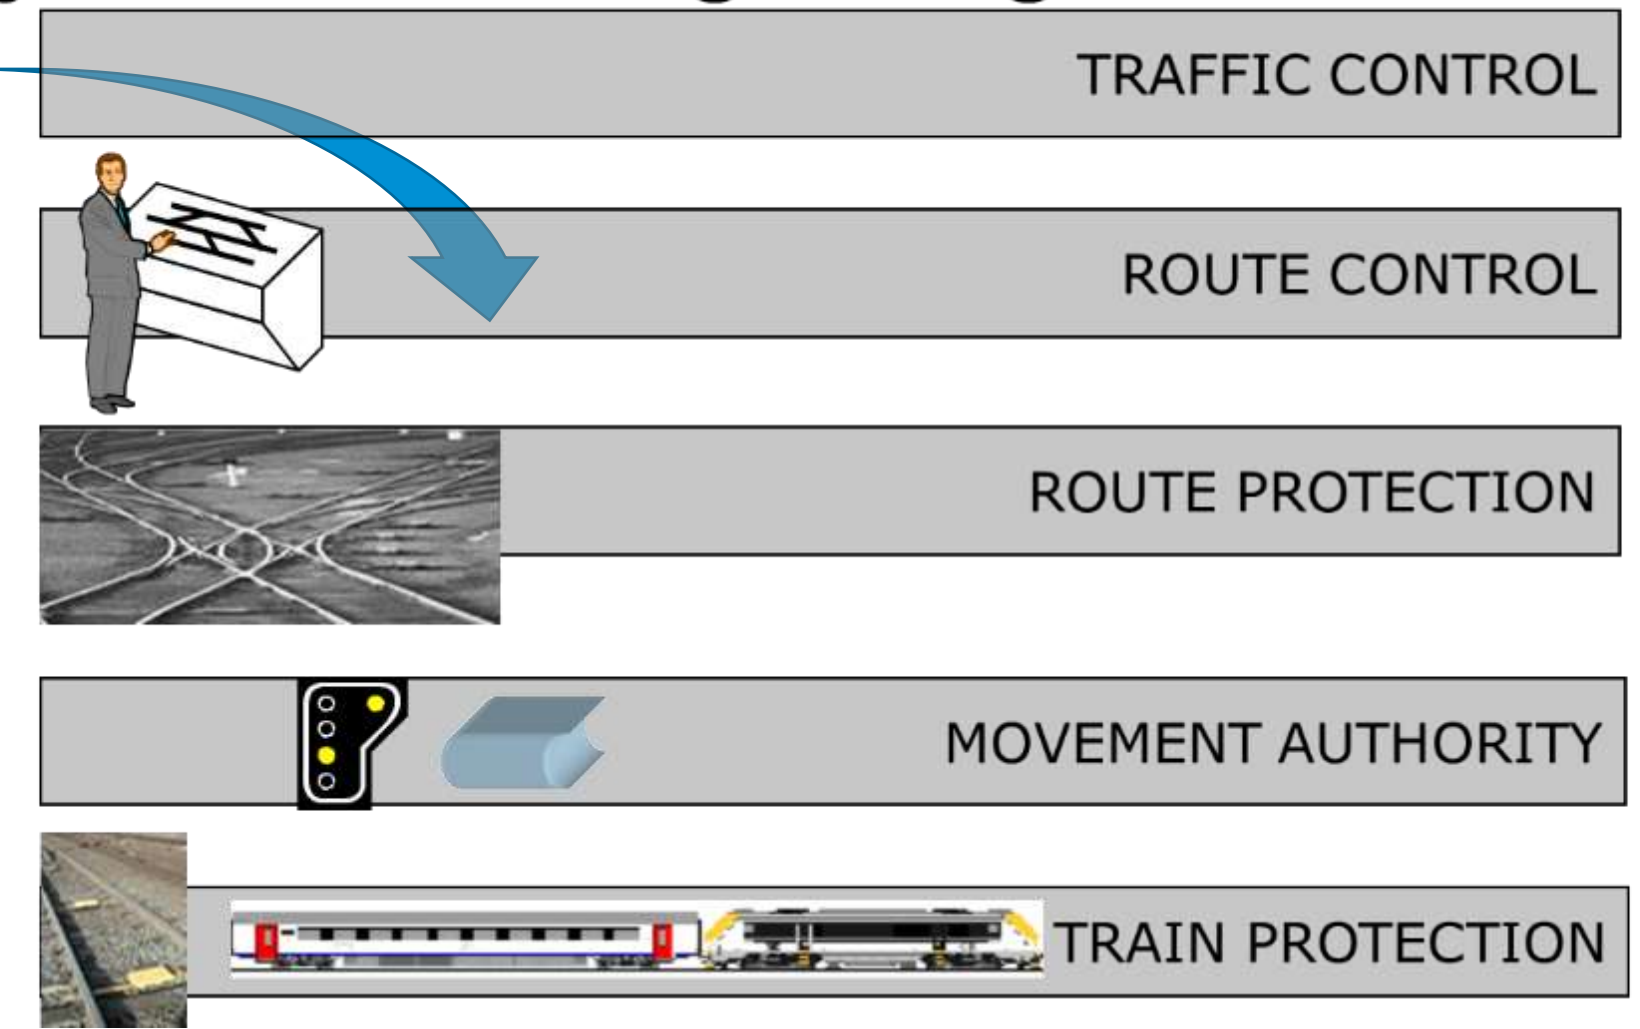 TRAFFIC CONTROL
ROUTE CONTROL
ROUTE PROTECTION
MOVEMENT AUTHORITY
TRAIN PROTECTION